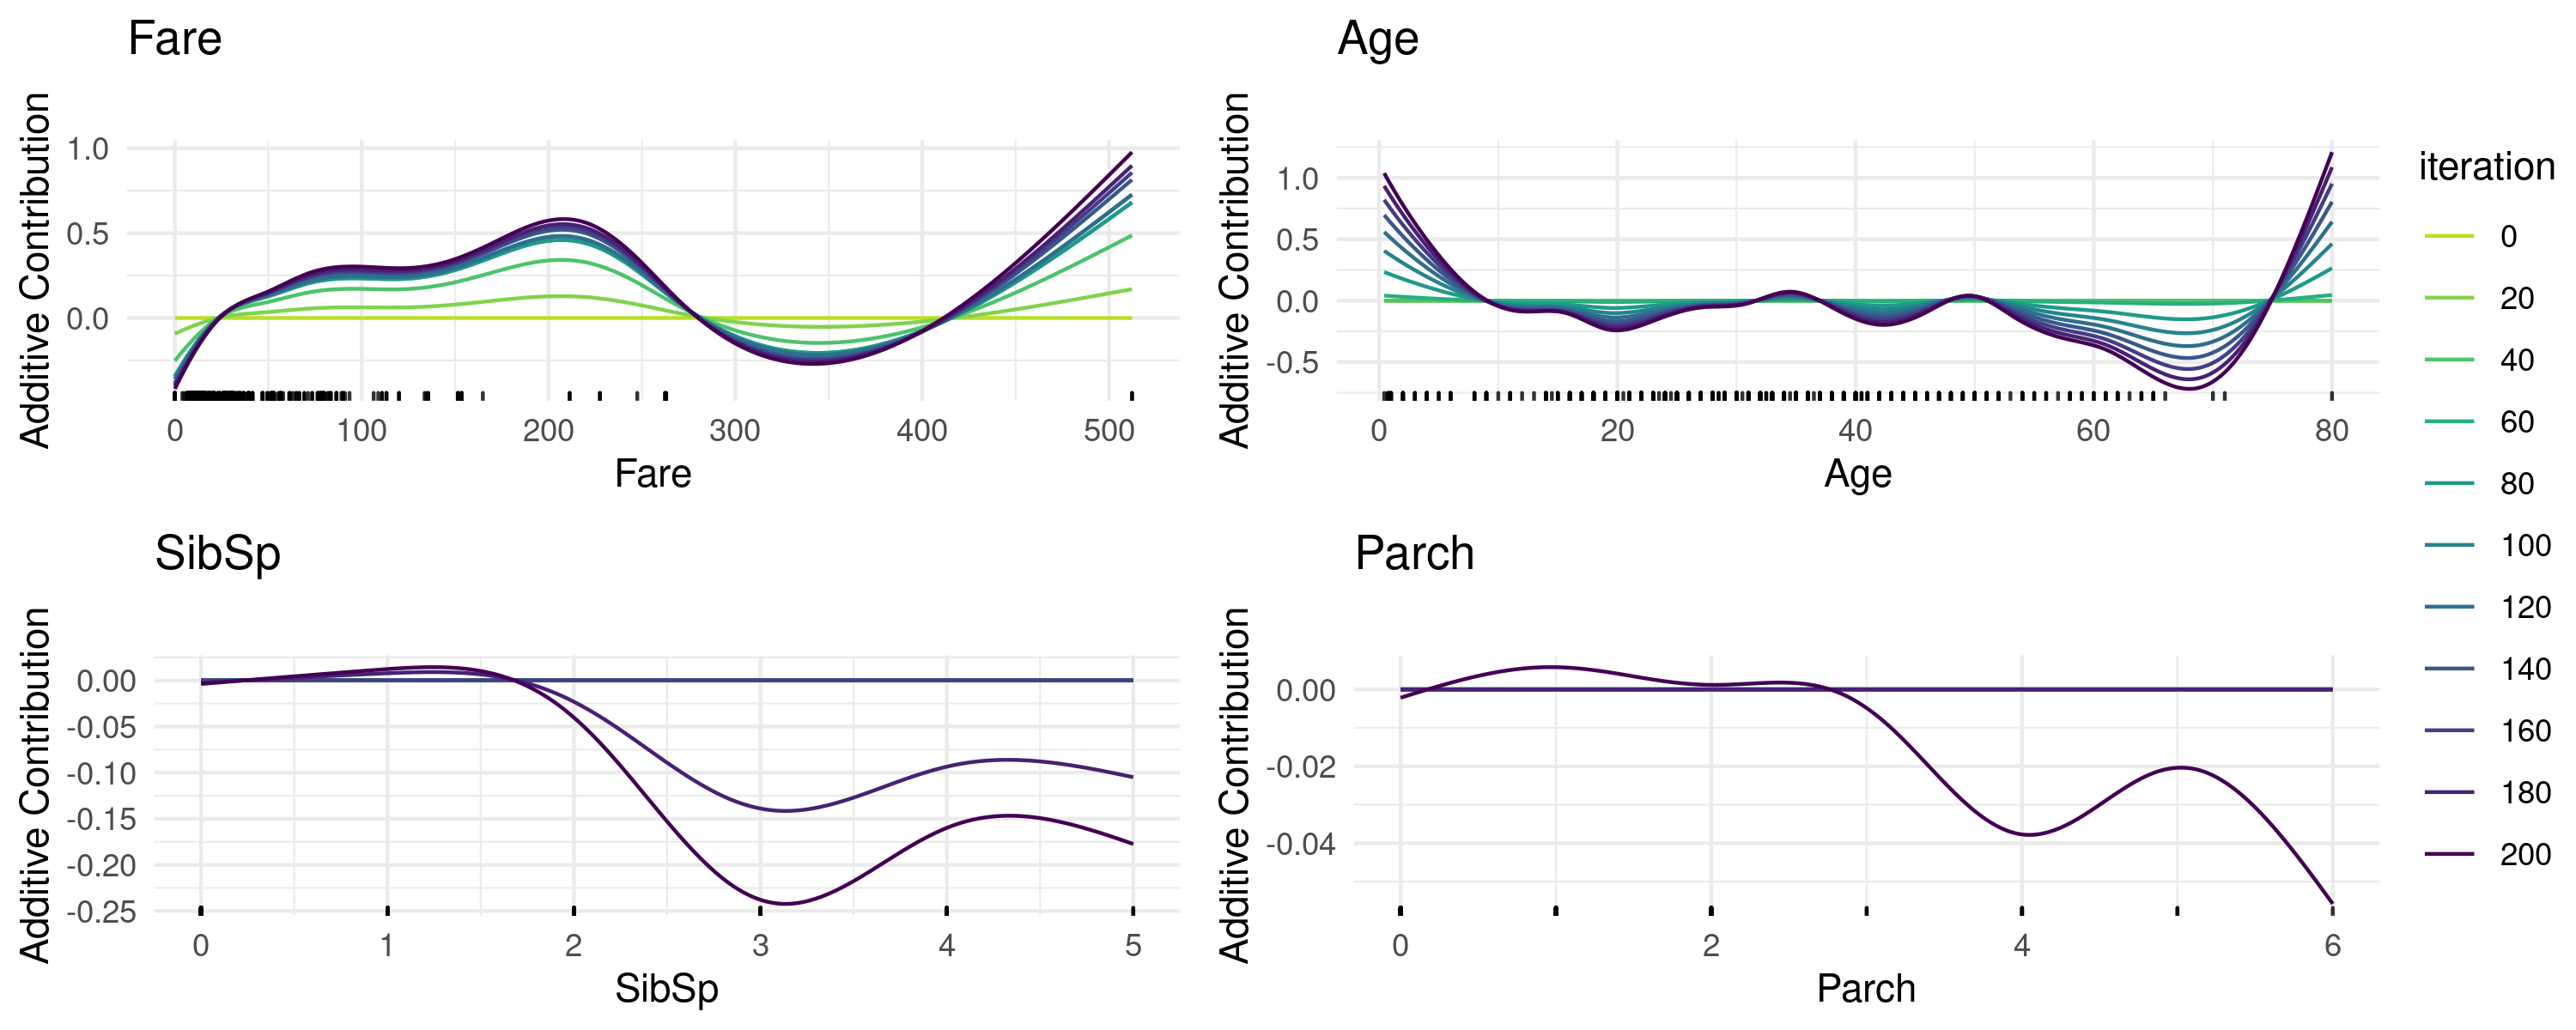 Fare
Additive Contribution
1.0
0.5
0.0
0 100 200 300 400 500
Fare
Age
Additive Contribution
1.0
0.5
0.0
-0.5
0 20 40 60 80
Age
SibSp
Additive Contribution
0.00
-0.05
-0.10
-0.15
-0.20
-0.25
0 1 2 3 4 5
SibSp
Parch
Additive Contribution
0.00
-0.02
-0.04
0 2 4 6
Parch
iteration
0
20
40
60
80
100
120
140
160
180
200